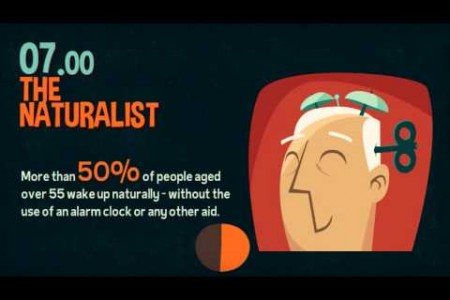 07.00
THE
NATURALIST
More than 50% of people aged
over 55 wake up naturally - without the
use of an alarm clock or any other aid.